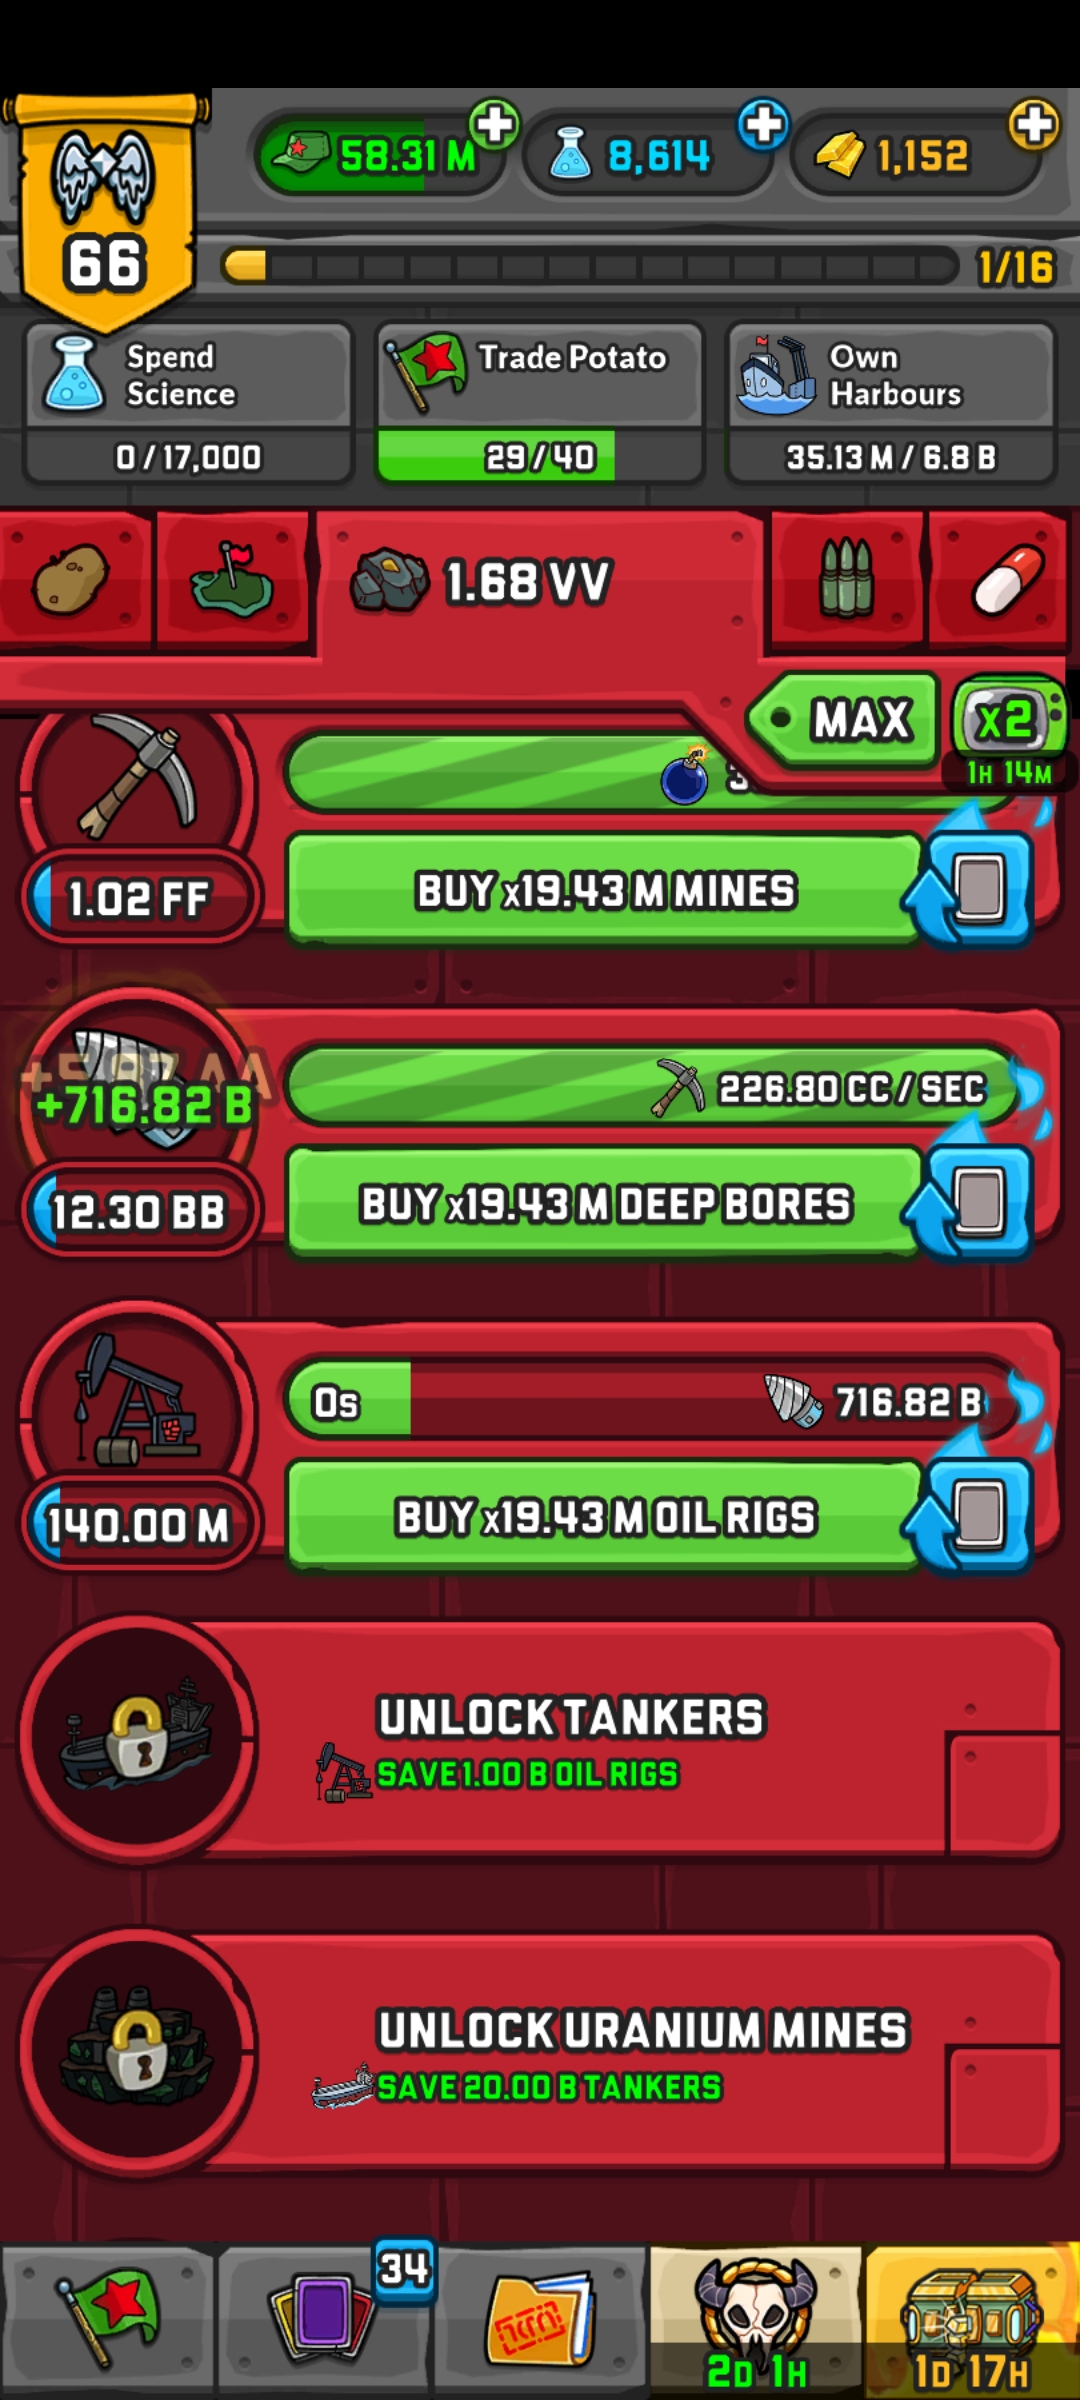 58.31 M
8,614
1,152
66
1/16
Spend
Science
0 / 17,000
Trade Potato
29 / 40
Own
Harbours
35.13 M / 6.8 B
1.68 VV
MAX
x2
1H 14M
1.02 FF
BUY x19.43 M MINES
+716.82 B
226.80 CC / SEC
12.30 BB
BUY x19.43 M DEEP BORES
0s
716.82 B
140.00 M
BUY x19.43 M OIL RIGS
UNLOCK TANKERS
SAVE 1.00 B OIL RIGS
UNLOCK URANIUM MINES
SAVE 20.00 B TANKERS
34
2D 1H
1D 17H